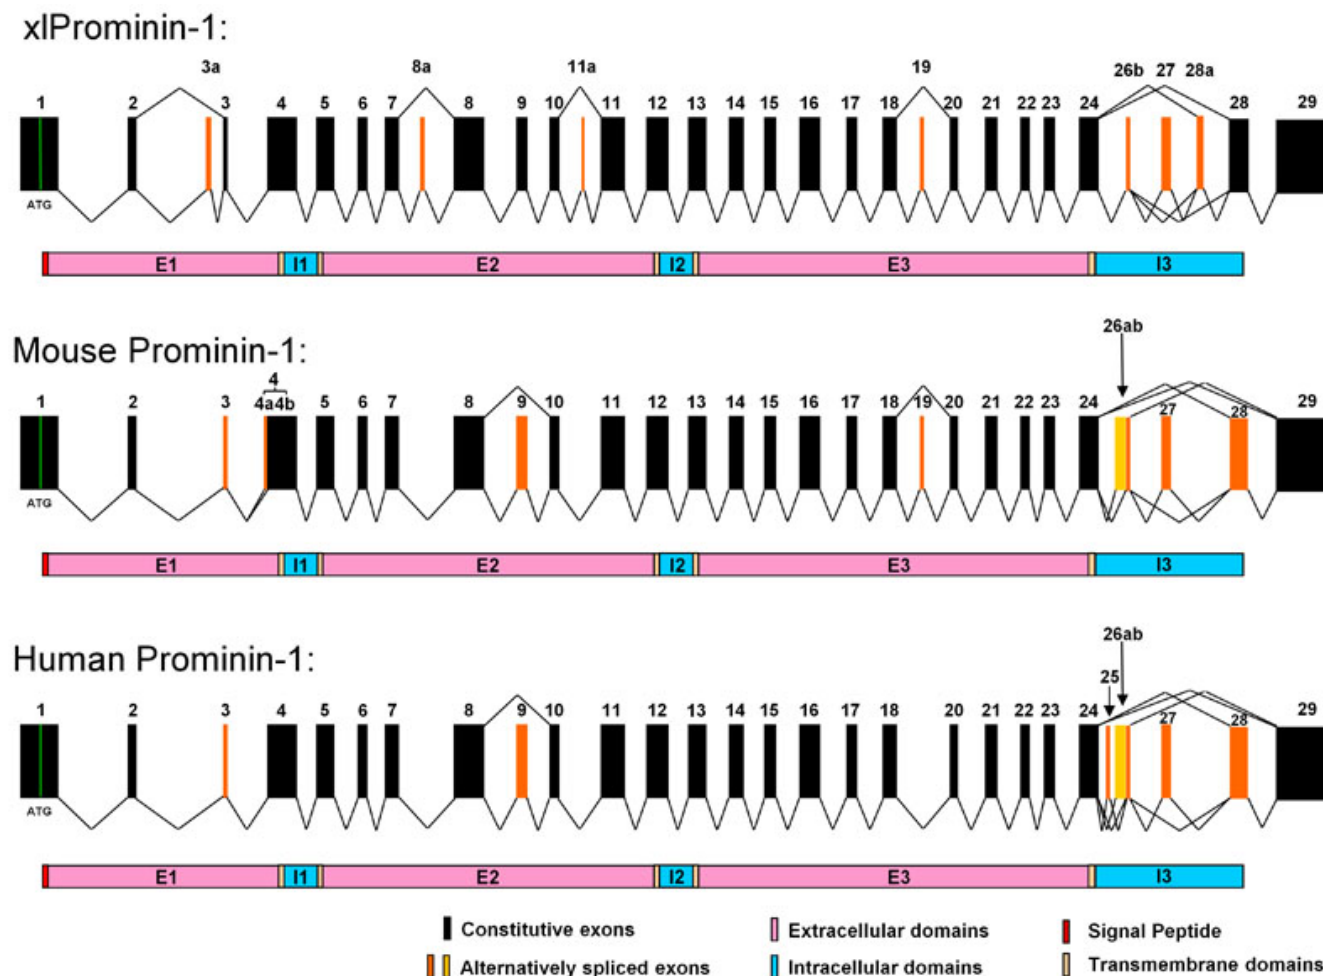 xlProminin-1:
3a 8a 11a 19 26b 27 28a
1 2 3 4 5 6 7 8 9 10 11 12 13 14 15 16 17 18 20 21 22 23 24 28 29
ATG
E1 I1 E2 I2 E3 I3
Mouse Prominin-1:
26ab
4
1 2 3 4a4b 5 6 7 8 9 10 11 12 13 14 15 16 17 18 19 20 21 22 23 24 27 28 29
ATG
E1 I1 E2 I2 E3 I3
Human Prominin-1:
26ab
25
1 2 3 4 5 6 7 8 9 10 11 12 13 14 15 16 17 18 20 21 22 23 24 27 28 29
ATG
E1 I1 E2 I2 E3 I3
Constitutive exons Extracellular domains Signal Peptide
Alternatively spliced exons Intracellular domains Transmembrane domains